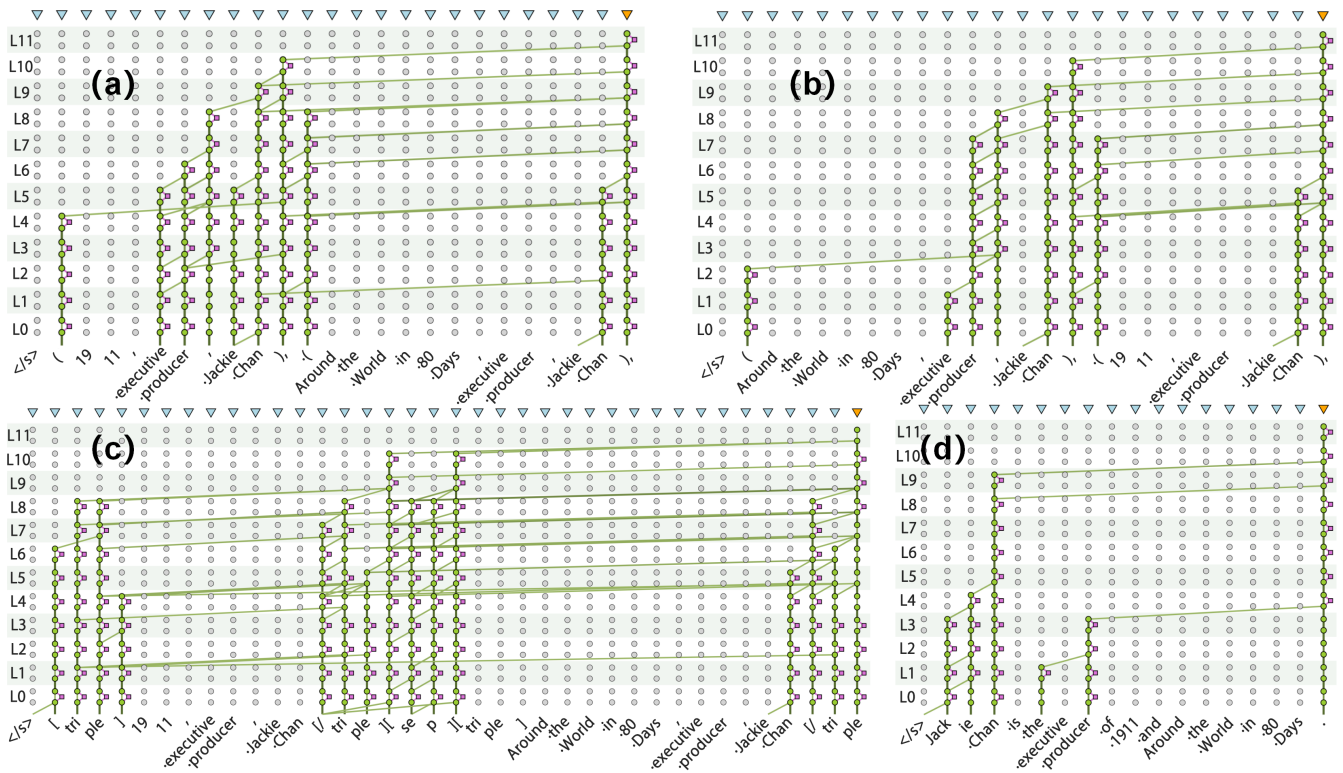 (a)
L11
L10
L9
L8
L7
L6
L5
L4
L3
L2
L1
L0
</s> ( 19 11 , ·executive ·producer , ·Jackie ·Chan ), ·( Around ·the ·World ·in ·80 ·Days , ·executive ·producer , ·Jackie ·Chan ),
(b)
L11
L10
L9
L8
L7
L6
L5
L4
L3
L2
L1
L0
</s> ( Around ·the ·World ·in ·80 ·Days , ·executive ·producer , ·Jackie ·Chan ), ·( 19 11 , ·executive ·producer , ·Jackie ·Chan ),
(c)
L11
L10
L9
L8
L7
L6
L5
L4
L3
L2
L1
L0
</s> [ tri ple ] 19 11 , ·executive ·producer , ·Jackie ·Chan [/ tri ple ][ se p ][ tri ple ] Around ·the ·World ·in ·80 ·Days , ·executive ·producer , ·Jackie ·Chan [/ tri ple
(d)
L11
L10
L9
L8
L7
L6
L5
L4
L3
L2
L1
L0
</s> Jack ie ·Chan ·is ·the ·executive ·producer ·of ·1911 ·and ·Around ·the ·World ·in ·80 ·Days .